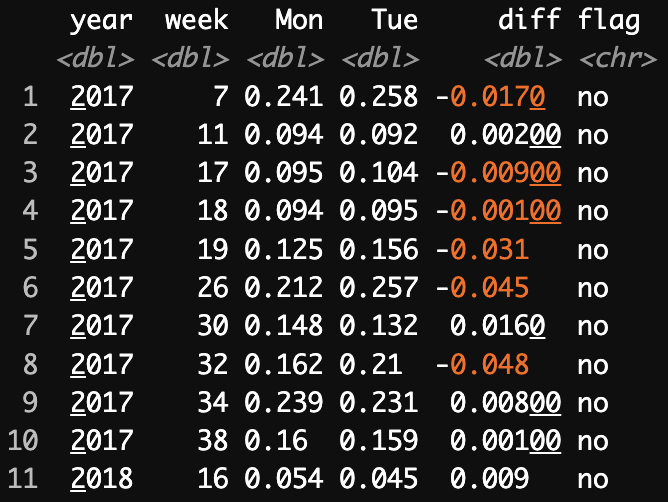 year week Mon Tue diff flag
<dbl> <dbl> <dbl> <dbl> <dbl> <chr>
1 2017 7 0.241 0.258 -0.0170 no
2 2017 11 0.094 0.092 0.00200 no
3 2017 17 0.095 0.104 -0.00900 no
4 2017 18 0.094 0.095 -0.00100 no
5 2017 19 0.125 0.156 -0.031 no
6 2017 26 0.212 0.257 -0.045 no
7 2017 30 0.148 0.132 0.0160 no
8 2017 32 0.162 0.21 -0.048 no
9 2017 34 0.239 0.231 0.00800 no
10 2017 38 0.16 0.159 0.00100 no
11 2018 16 0.054 0.045 0.009 no